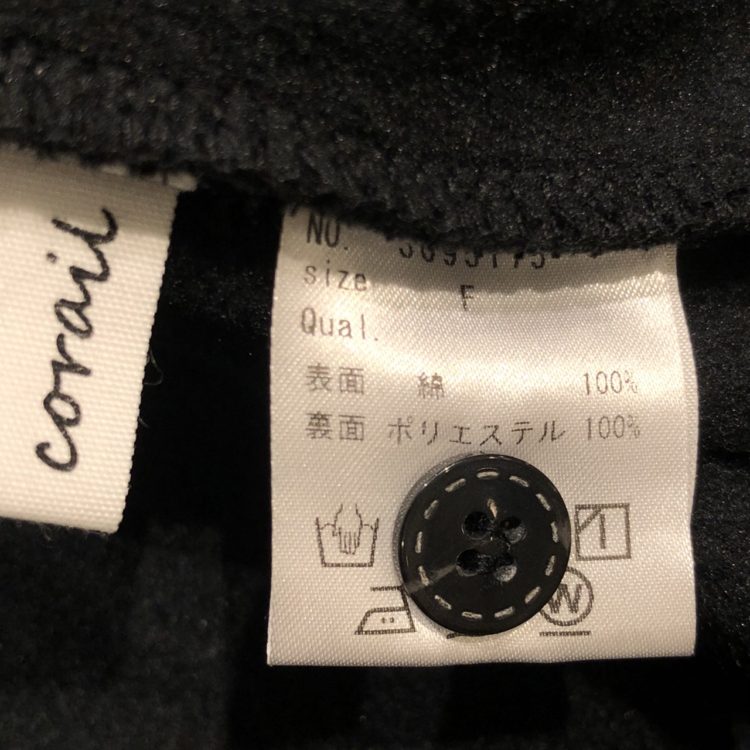 corail
NO.
size F
Qual.
表面 綿 100%
裏面 ポリエステル 100%
W